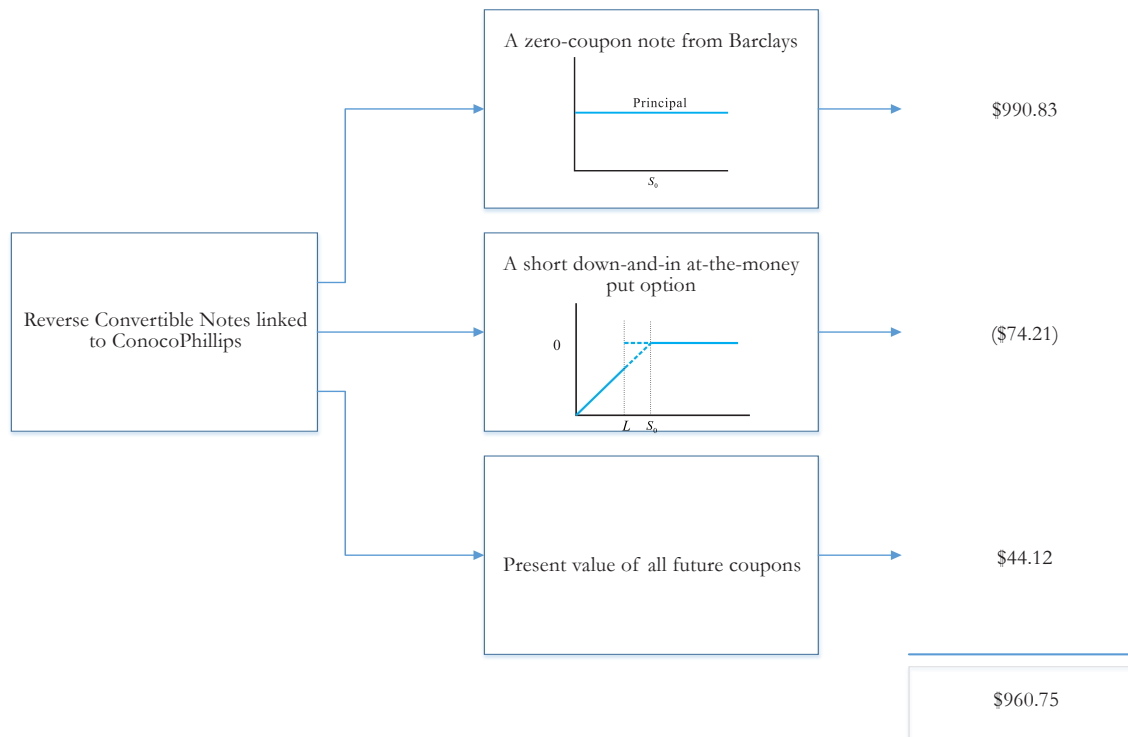 A zero-coupon note from Barclays
Principal
S₀
$990.83
Reverse Convertible Notes linked
to ConocoPhillips
A short down-and-in at-the-money
put option
0
L S₀
($74.21)
Present value of all future coupons
$44.12
$960.75